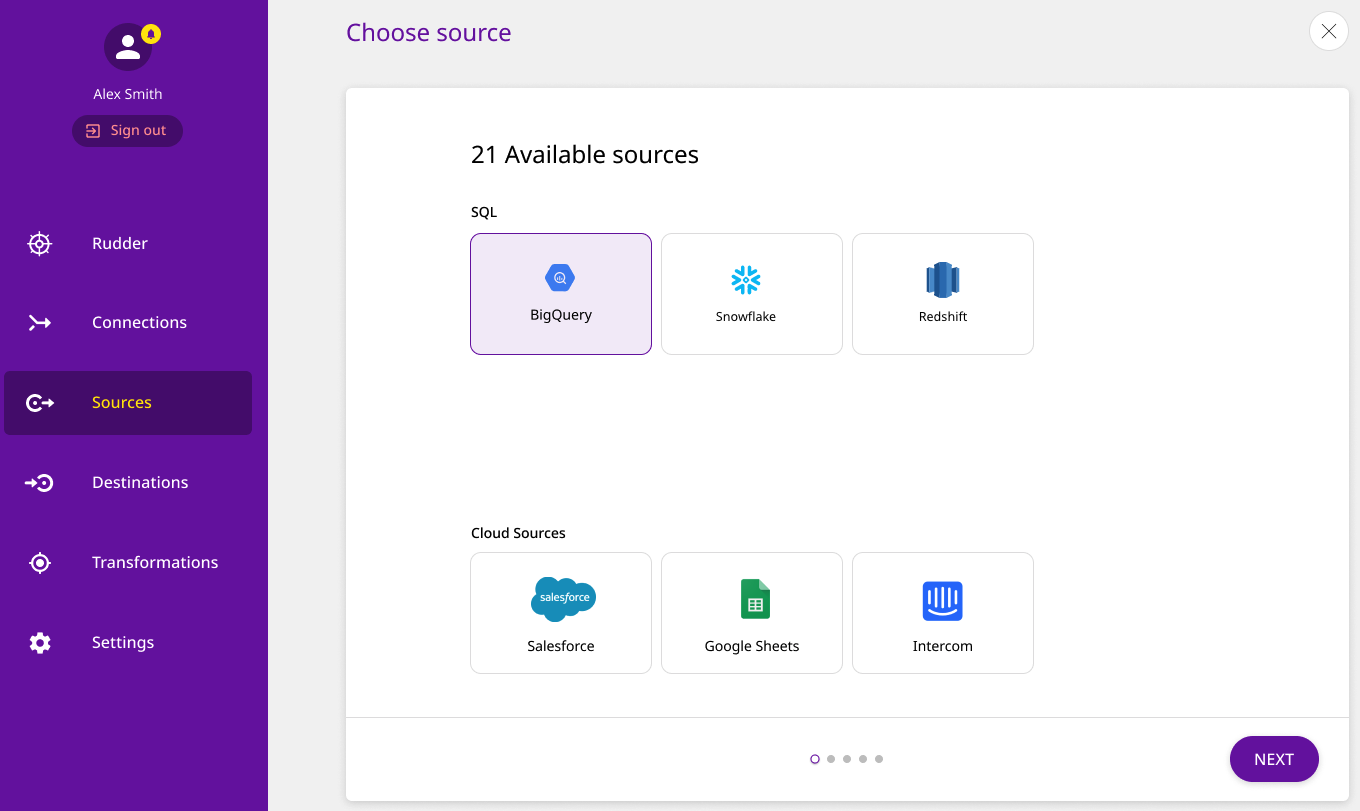 Alex Smith
Sign out
Rudder
Connections
Sources
Destinations
Transformations
Settings
Choose source
21 Available sources
SQL
BigQuery
Snowflake
Redshift
Cloud Sources
salesforce
Salesforce
Google Sheets
Intercom
NEXT